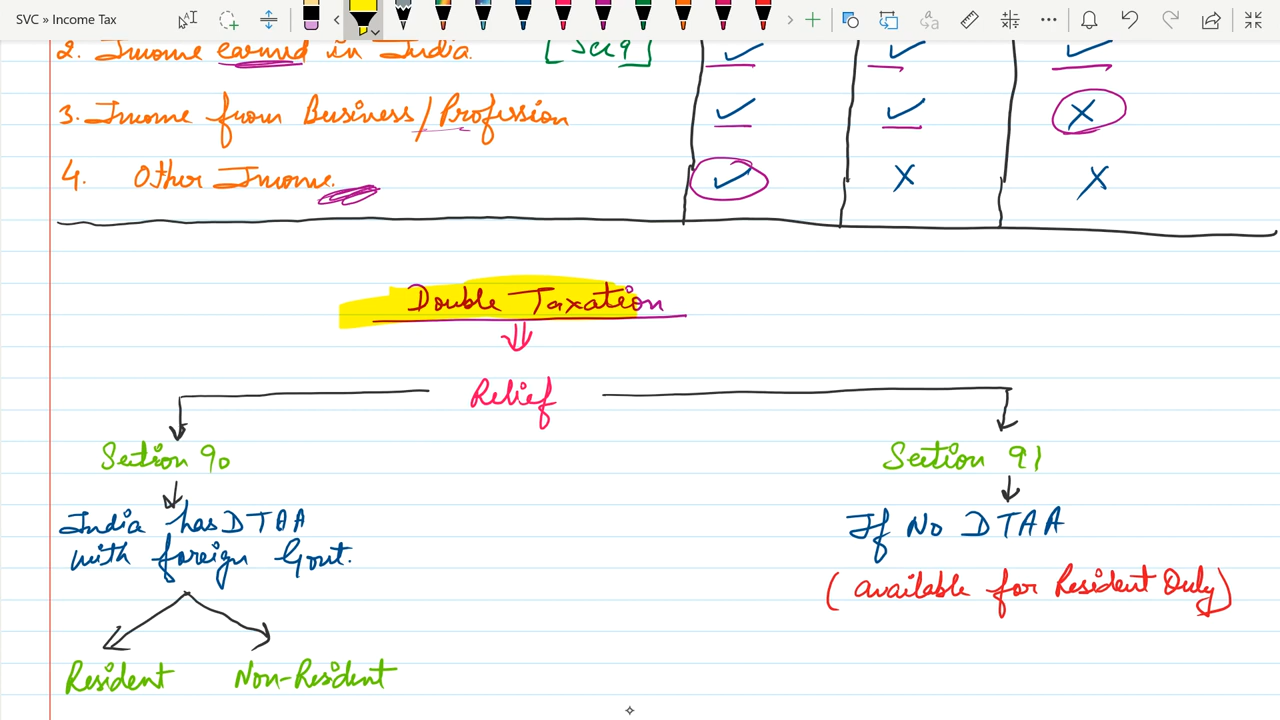 SVC » Income Tax
2. Income earned in India. [Sec 9]
3. Income from Business/Profession
4. Other Income.
Double Taxation
Relief
Section 90
Section 91
India has DTAA
with foreign Govt.
If No DTAA
(available for Resident Only)
Resident
Non-Resident